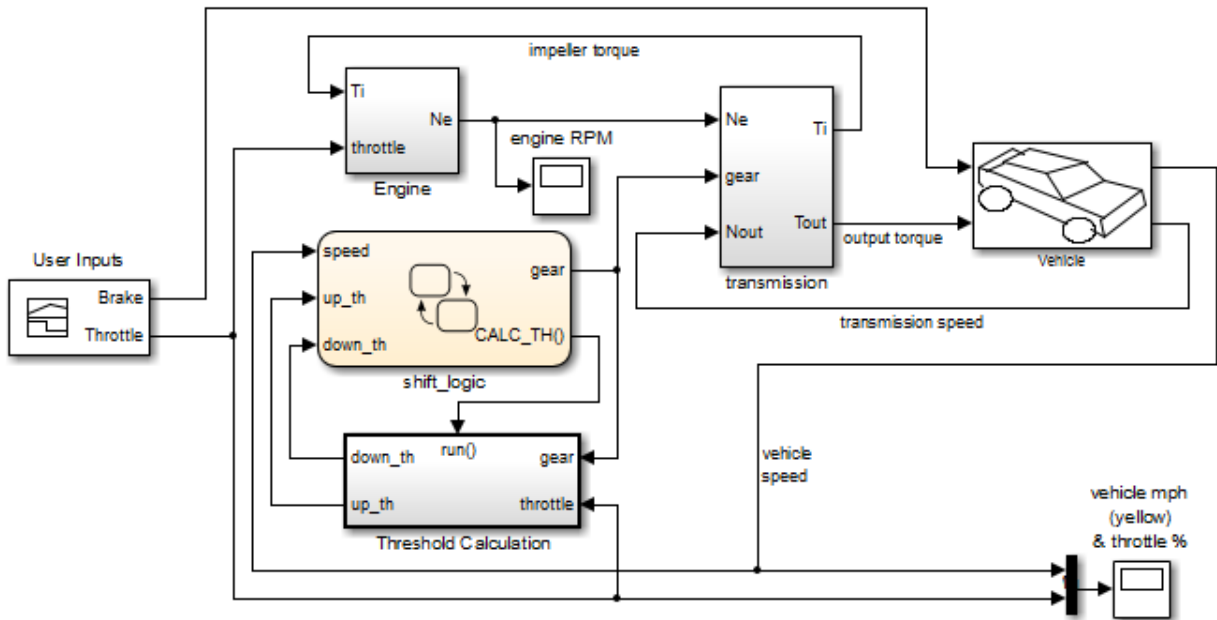 impeller torque
Ti
Ne
throttle
Engine
engine RPM
Ne
Ti
gear
Nout
Tout
transmission
output torque
Vehicle
transmission speed
User Inputs
Brake
Throttle
speed
gear
up_th
CALC_TH()
down_th
shift_logic
run()
down_th
gear
up_th
throttle
Threshold Calculation
vehicle
speed
vehicle mph
(yellow)
& throttle %